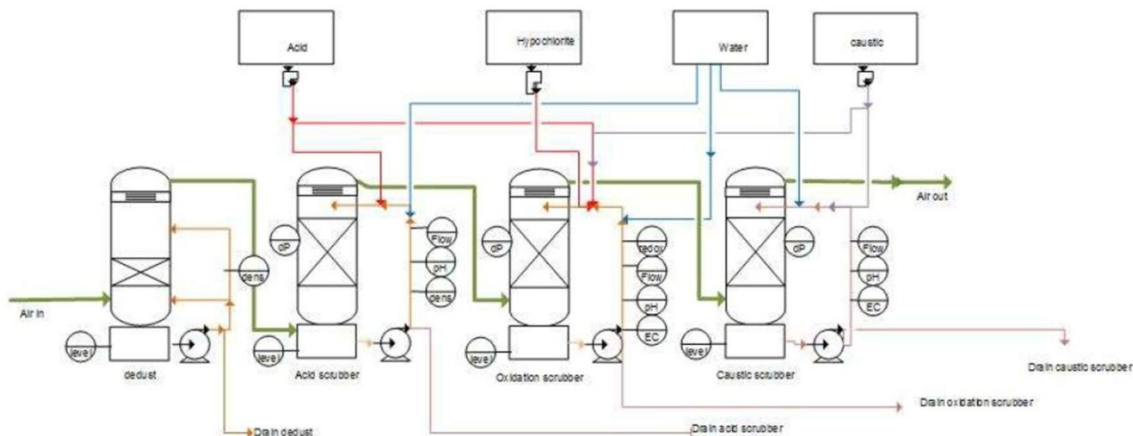 Acid
Hypochlorite
Water
caustic
Air out
Flow
redox
Flow
dP
pH
dP
Flow
dP
pH
dens
dens
pH
EC
EC
Air in
level
level
level
level
dedust
Acid scrubber
Oxidation scrubber
Caustic scrubber
Drain caustic scrubber
Drain oxidation scrubber
Drain dedust
Drain acid scrubber